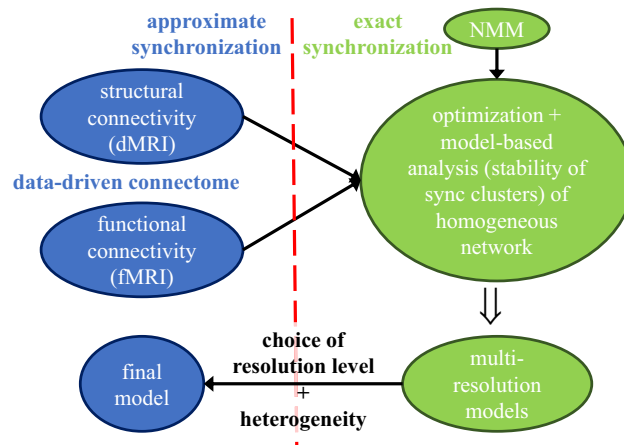 approximate
synchronization
exact
synchronization
NMM
structural
connectivity
(dMRI)
optimization +
model-based
analysis (stability of
sync clusters) of
homogeneous
network
data-driven connectome
functional
connectivity
(fMRI)
choice of
resolution level
+
heterogeneity
final
model
multi-
resolution
models